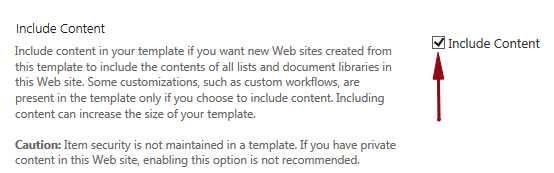 Include Content
Include content in your template if you want new Web sites created from
this template to include the contents of all lists and document libraries in
this Web site. Some customizations, such as custom workflows, are
present in the template only if you choose to include content. Including
content can increase the size of your template.
Caution: Item security is not maintained in a template. If you have private
content in this Web site, enabling this option is not recommended.
Include Content